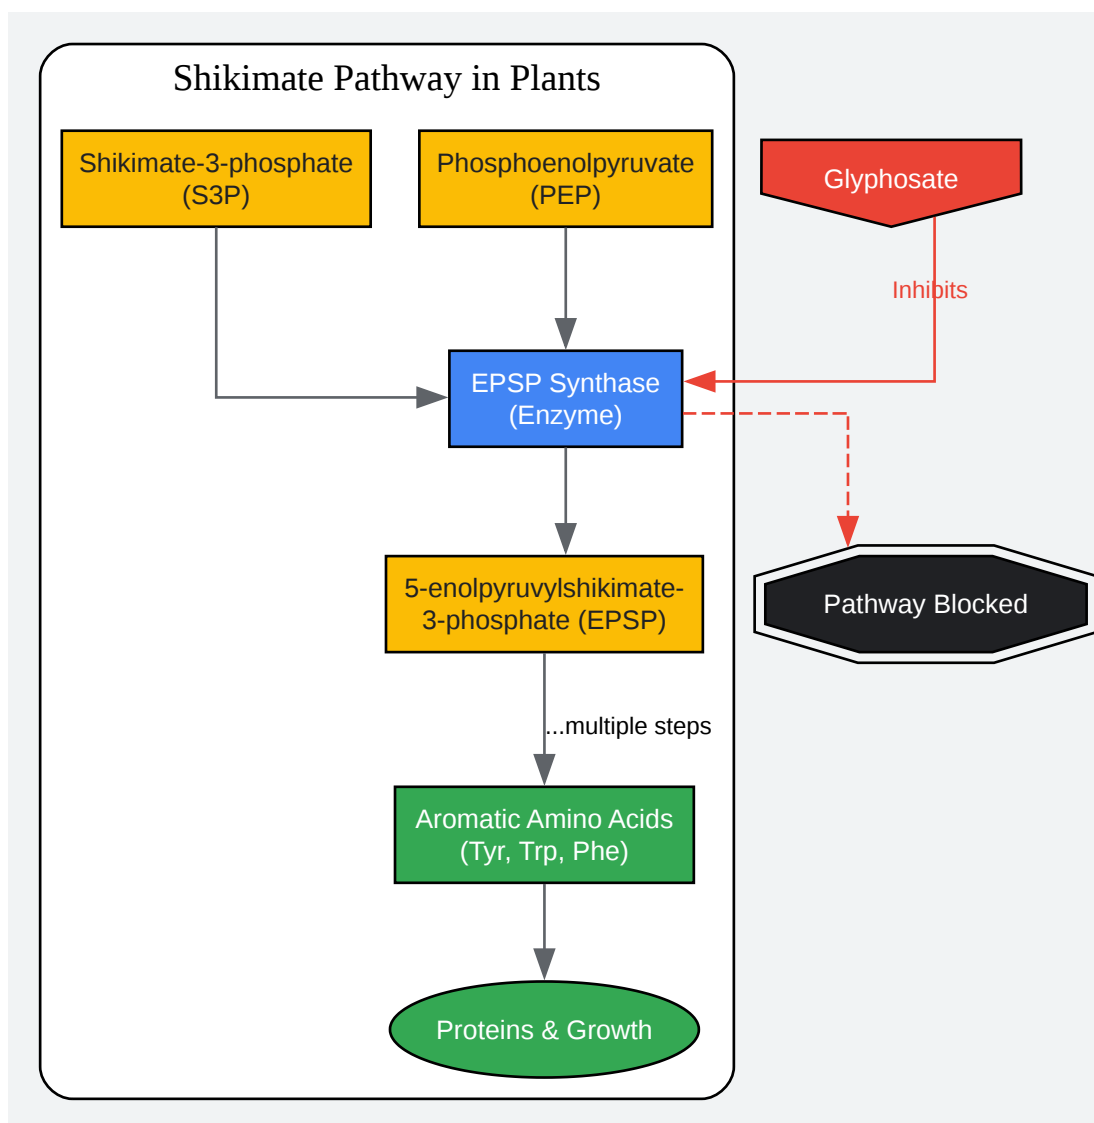 Shikimate Pathway in Plants
Shikimate-3-phosphate
(S3P)
Phosphoenolpyruvate
(PEP)
Glyphosate
Inhibits
EPSP Synthase
(Enzyme)
5-enolpyruvylshikimate-
3-phosphate (EPSP)
Pathway Blocked
...multiple steps
Aromatic Amino Acids
(Tyr, Trp, Phe)
Proteins & Growth